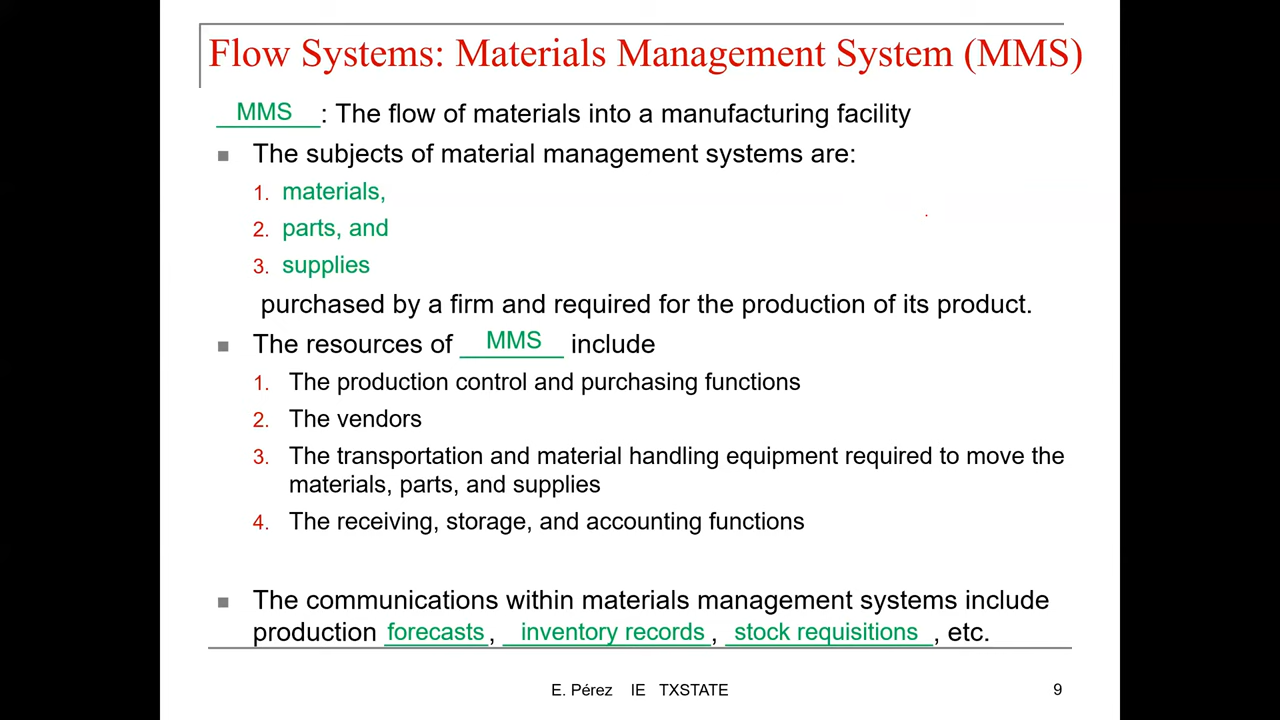 Flow Systems: Materials Management System (MMS)
MMS : The flow of materials into a manufacturing facility
The subjects of material management systems are:
1. materials,
2. parts, and
3. supplies
purchased by a firm and required for the production of its product.
The resources of MMS include
1. The production control and purchasing functions
2. The vendors
3. The transportation and material handling equipment required to move the
materials, parts, and supplies
4. The receiving, storage, and accounting functions
The communications within materials management systems include
production forecasts, inventory records, stock requisitions, etc.
E. Pérez IE TXSTATE 9